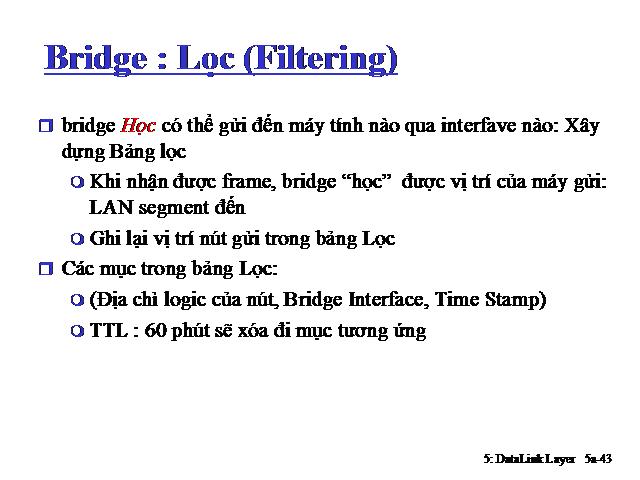 Bridge : Lọc (Filtering)
bridge Học có thể gửi đến máy tính nào qua interfave nào: Xây
dựng Bảng lọc
Khi nhận được frame, bridge “học” được vị trí của máy gửi:
LAN segment đến
Ghi lại vị trí nút gửi trong bảng Lọc
Các mục trong bảng Lọc:
(Địa chỉ logic của nút, Bridge Interface, Time Stamp)
TTL : 60 phút sẽ xóa đi mục tương ứng
5: DataLink Layer 5a-43